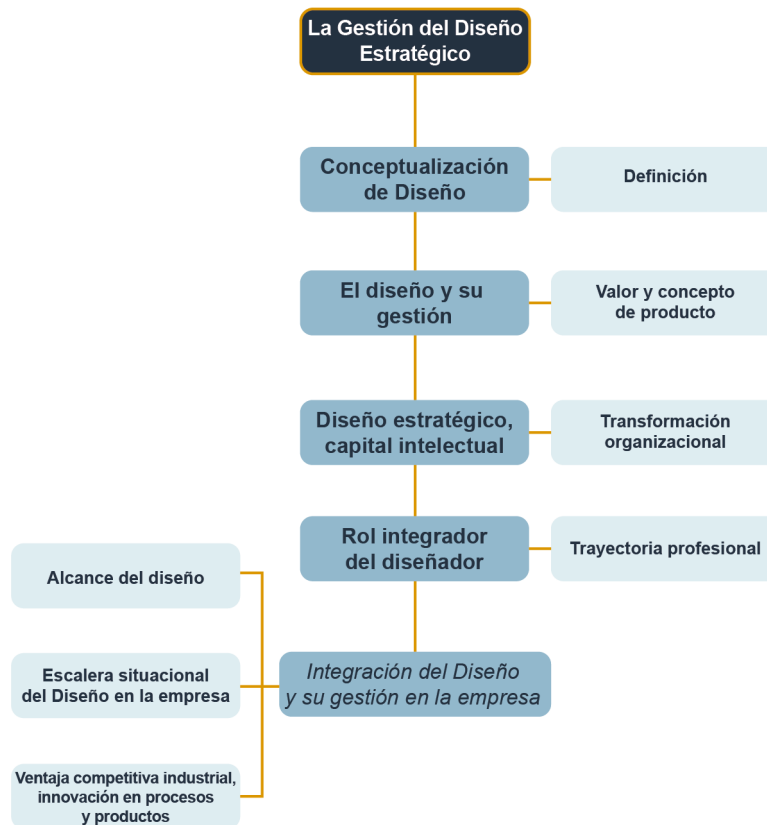 La Gestión del Diseño
Estratégico
Conceptualización
de Diseño
Definición
El diseño y su
gestión
Valor y concepto
de producto
Diseño estratégico,
capital intelectual
Transformación
organizacional
Rol integrador
del diseñador
Trayectoria profesional
Integración del Diseño
y su gestión en la empresa
Alcance del diseño
Escalera situacional
del Diseño en la empresa
Ventaja competitiva industrial,
innovación en procesos
y productos